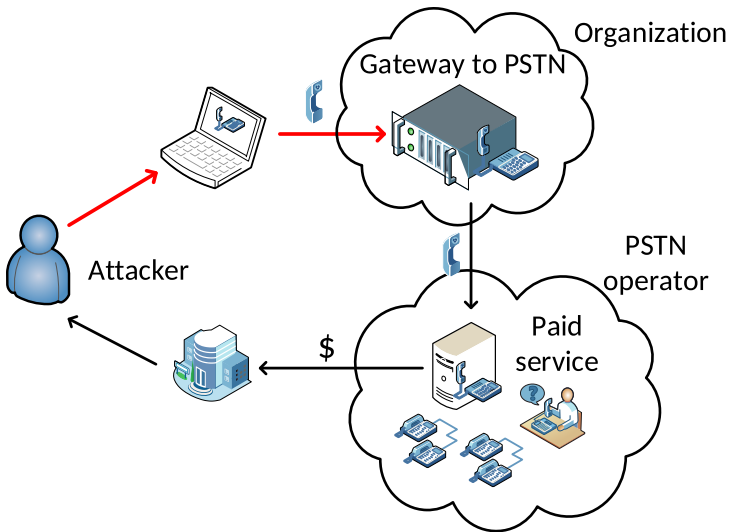 Organization
Gateway to PSTN
Attacker
PSTN
operator
Paid
service
$
?